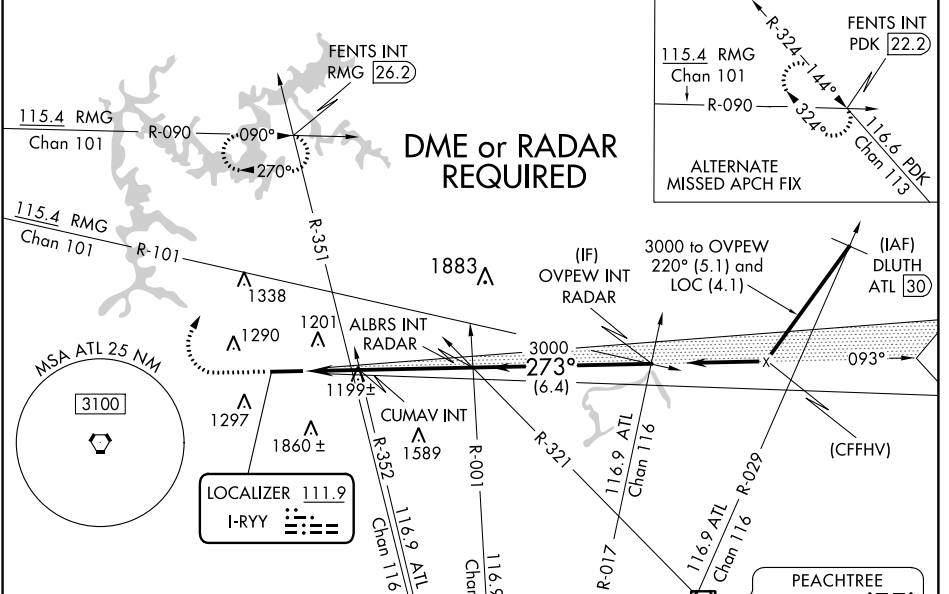 FENTS INT
RMG 26.2
115.4 RMG
Chan 101
R-090
090°
270°
DME or RADAR
REQUIRED
R-324
144°
324°
FENTS INT
PDK 22.2
115.4 RMG
Chan 101
R-090
116.6 PDK
Chan 113
ALTERNATE
MISSED APCH FIX
115.4 RMG
Chan 101
R-101
R-351
1338
1883
(IF)
OVPEW INT
RADAR
3000 to OVPEW
220° (5.1) and
LOC (4.1)
(IAF)
DLUTH
ATL 30
1290
1201
ALBRS INT
RADAR
3000
273°
(6.4)
093°
MSA ATL 25 NM
3100
1199±
1297
1860 ±
CUMAV INT
1589
(CFFHV)
LOCALIZER 111.9
I-RYY
R-352
116.9 ATL
Chan 116
R-001
116.9
R-321
116.9 ATL
Chan 116
R-017
R-029
116.9 ATL
Chan 116
PEACHTREE